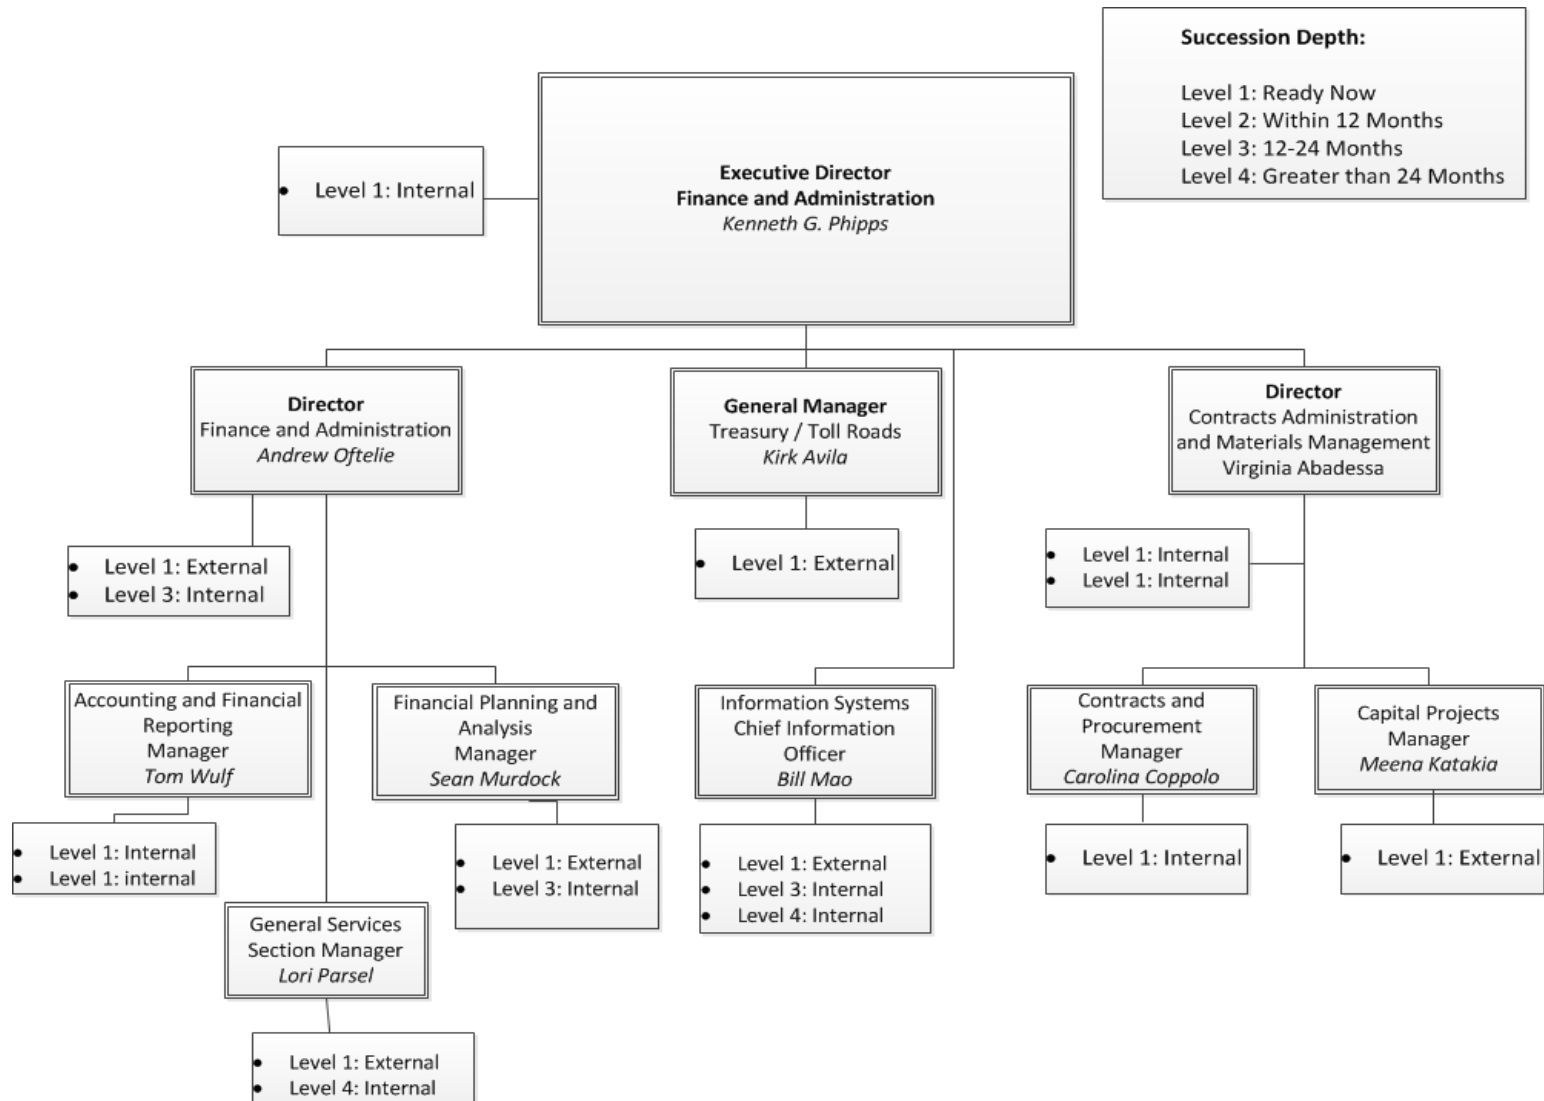 Succession Depth:
Level 1: Ready Now
Level 2: Within 12 Months
Level 3: 12-24 Months
Level 4: Greater than 24 Months
Executive Director
Finance and Administration
Kenneth G. Phipps
• Level 1: Internal
Director
Finance and Administration
Andrew Oftelie
• Level 1: External
• Level 3: Internal
General Manager
Treasury / Toll Roads
Kirk Avila
• Level 1: External
Director
Contracts Administration
and Materials Management
Virginia Abadessa
• Level 1: Internal
• Level 1: Internal
Accounting and Financial
Reporting
Manager
Tom Wulf
• Level 1: Internal
• Level 1: internal
Financial Planning and
Analysis
Manager
Sean Murdock
• Level 1: External
• Level 3: Internal
Information Systems
Chief Information
Officer
Bill Mao
• Level 1: External
• Level 3: Internal
• Level 4: Internal
Contracts and
Procurement
Manager
Carolina Coppolo
• Level 1: Internal
Capital Projects
Manager
Meena Katakia
• Level 1: External
General Services
Section Manager
Lori Parsel
• Level 1: External
• Level 4: Internal